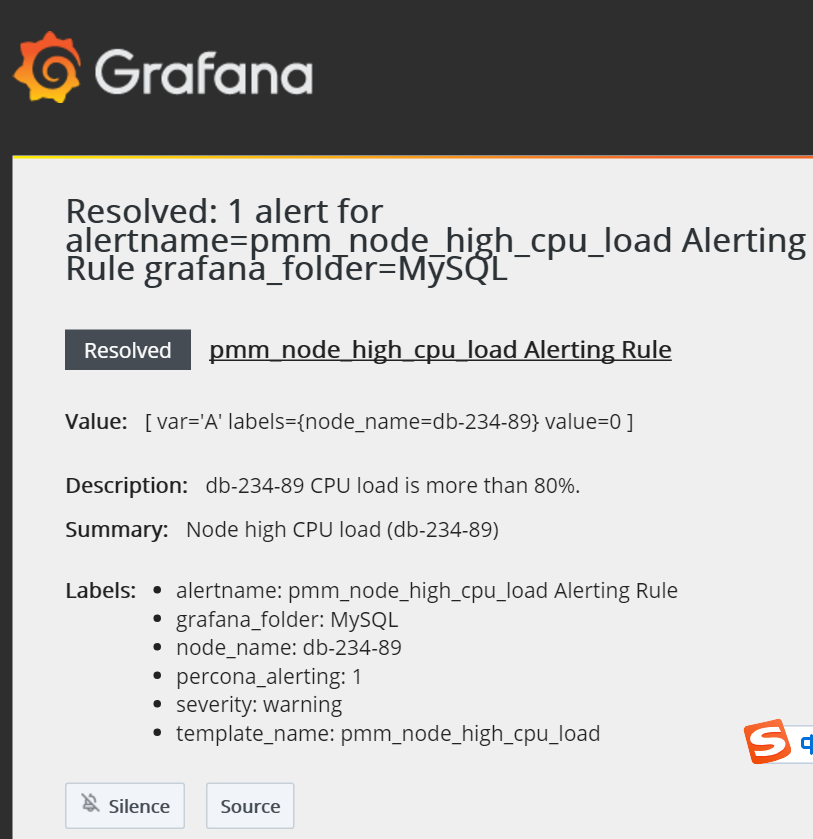 Grafana
Resolved: 1 alert for
alertname=pmm_node_high_cpu_load Alerting
Rule grafana_folder=MySQL
Resolved pmm_node_high_cpu_load Alerting Rule
Value: [ var='A' labels={node_name=db-234-89} value=0 ]
Description: db-234-89 CPU load is more than 80%.
Summary: Node high CPU load (db-234-89)
Labels: • alertname: pmm_node_high_cpu_load Alerting Rule
• grafana_folder: MySQL
• node_name: db-234-89
• percona_alerting: 1
• severity: warning
• template_name: pmm_node_high_cpu_load
Silence Source